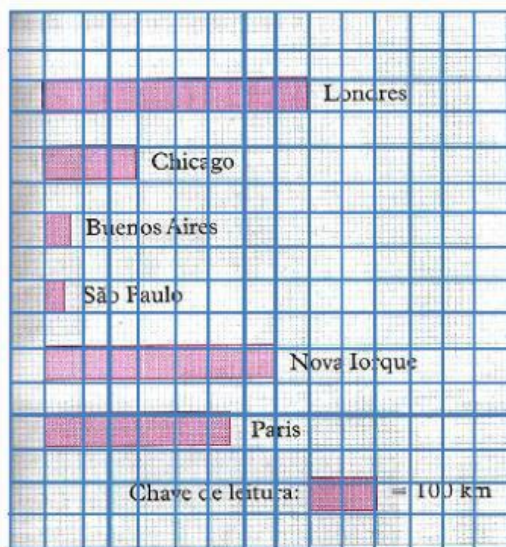 Londres
Chicago
Buenos Aires
São Paulo
Nova Iorque
Paris
Chave de leitura: = 100 km